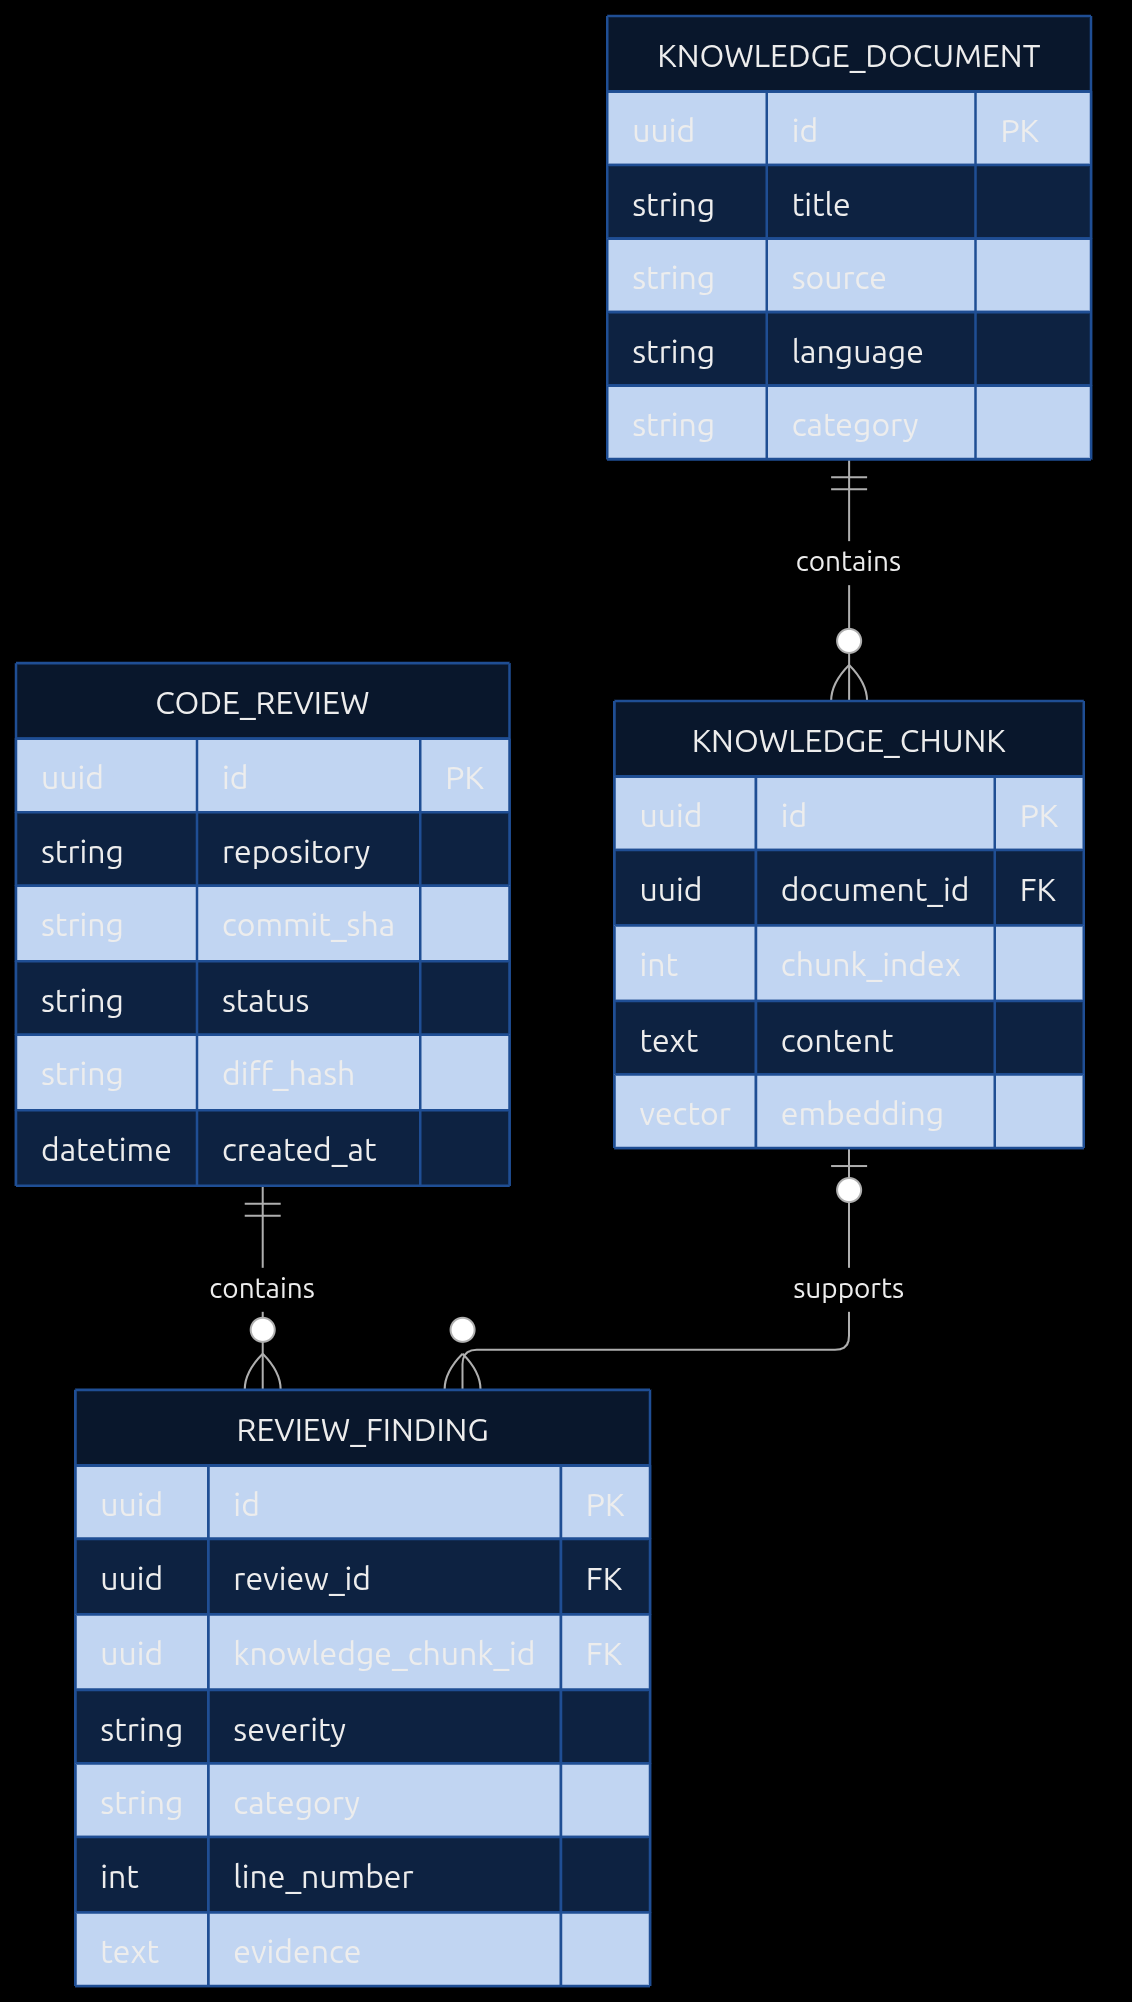 KNOWLEDGE_DOCUMENT
uuid id PK
string title
string source
string language
string category
contains
CODE_REVIEW
uuid id PK
string repository
string commit_sha
string status
string diff_hash
datetime created_at
KNOWLEDGE_CHUNK
uuid id PK
uuid document_id FK
int chunk_index
text content
vector embedding
contains
supports
REVIEW_FINDING
uuid id PK
uuid review_id FK
uuid knowledge_chunk_id FK
string severity
string category
int line_number
text evidence